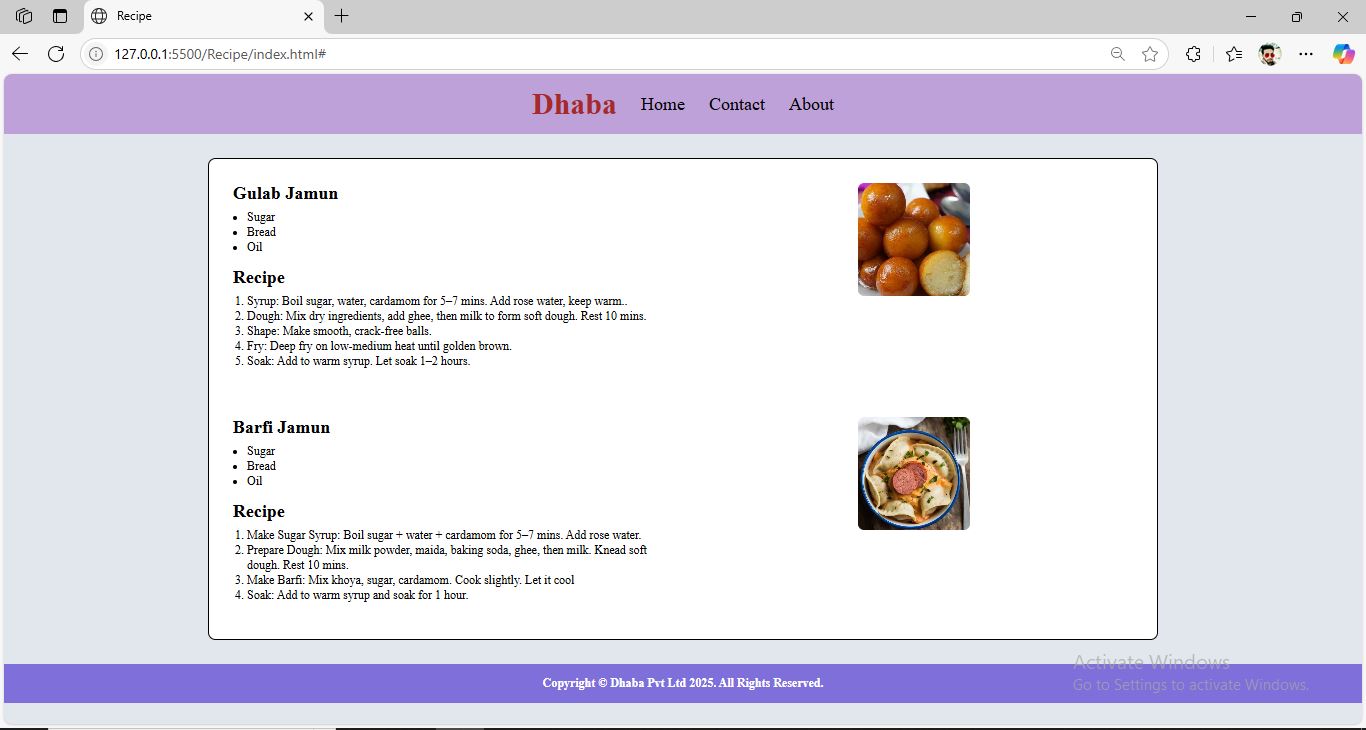 Recipe
127.0.0.1:5500/Recipe/index.html#
Dhaba Home Contact About
Gulab Jamun
• Sugar
• Bread
• Oil
Recipe
1. Syrup: Boil sugar, water, cardamom for 5–7 mins. Add rose water, keep warm..
2. Dough: Mix dry ingredients, add ghee, then milk to form soft dough. Rest 10 mins.
3. Shape: Make smooth, crack-free balls.
4. Fry: Deep fry on low-medium heat until golden brown.
5. Soak: Add to warm syrup. Let soak 1–2 hours.
Barfi Jamun
• Sugar
• Bread
• Oil
Recipe
1. Make Sugar Syrup: Boil sugar + water + cardamom for 5–7 mins. Add rose water.
2. Prepare Dough: Mix milk powder, maida, baking soda, ghee, then milk. Knead soft
dough. Rest 10 mins.
3. Make Barfi: Mix khoya, sugar, cardamom. Cook slightly. Let it cool
4. Soak: Add to warm syrup and soak for 1 hour.
Activate Windows
Go to Settings to activate Windows.
Copyright © Dhaba Pvt Ltd 2025. All Rights Reserved.